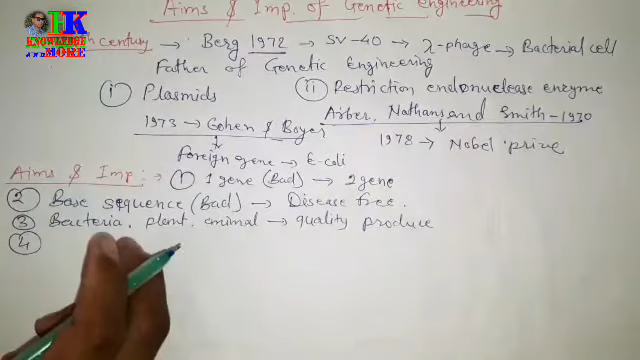 Aims & Imp. of Genetic Engineering
HK
KNOWLEDGE
MORE
th century → Berg 1972 → SV-40 → λ-phage → Bacterial cell
Father of Genetic Engineering
(i) Plasmids
(ii) Restriction endonuclease enzyme
Arber, Nathans and Smith - 1970
1973 → Cohen & Boyer
1978 → Nobel prize
foreign gene → E-coli
Aims & Imp: → (1) 1 gene (Bad) → 2 gene
(2) Base sequence (Bad) → Disease free.
(3) Bacteria, plant, animal → quality produce
(4)